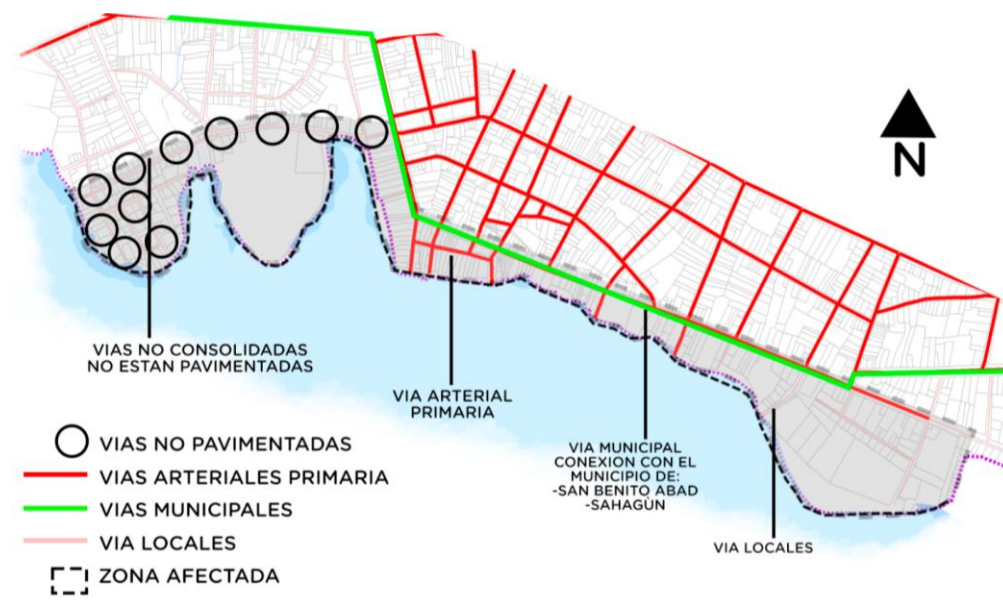 N
VIAS NO CONSOLIDADAS
NO ESTAN PAVIMENTADAS
VIA ARTERIAL
PRIMARIA
VIA MUNICIPAL
CONEXION CON EL
MUNICIPIO DE:
-SAN BENITO ABAD
-SAHAGÙN
VIA LOCALES
VIAS NO PAVIMENTADAS
VIAS ARTERIALES PRIMARIA
VIAS MUNICIPALES
VIA LOCALES
ZONA AFECTADA